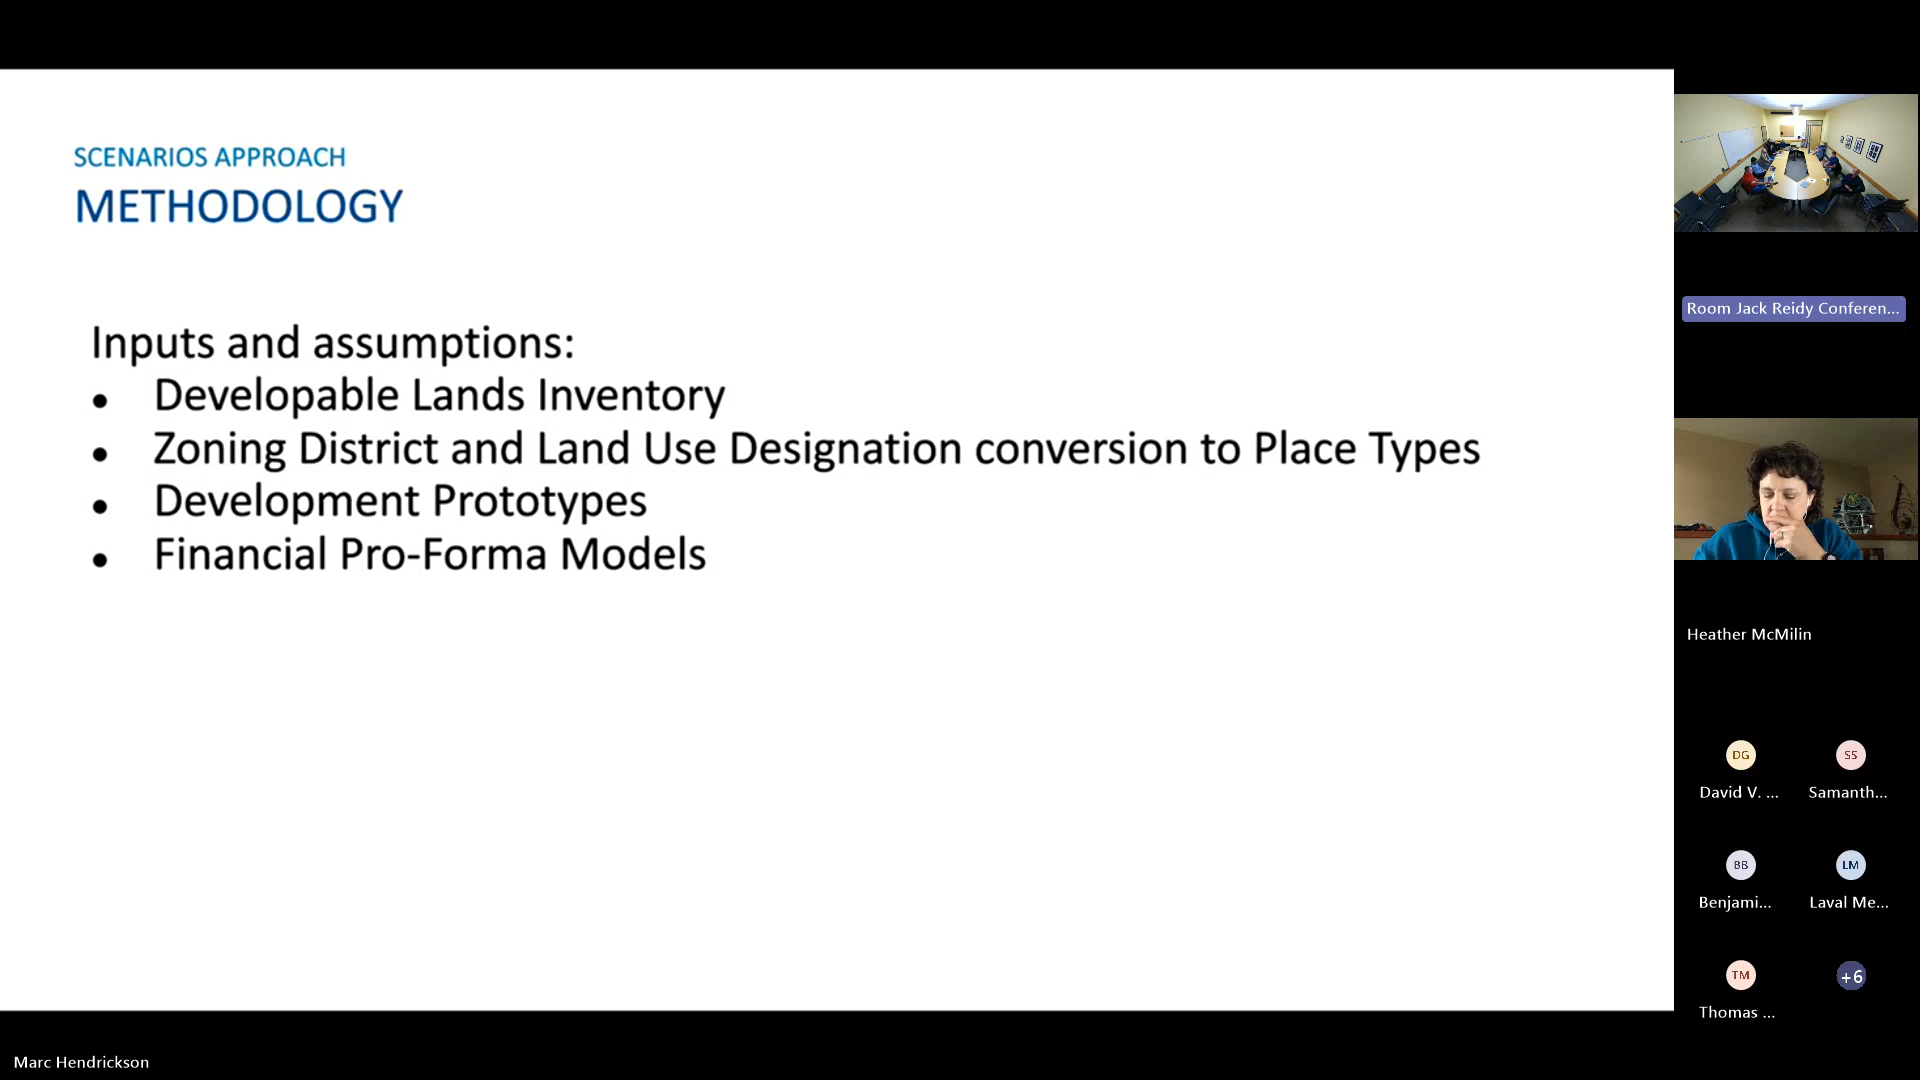 SCENARIOS APPROACH
METHODOLOGY
Inputs and assumptions:
• Developable Lands Inventory
• Zoning District and Land Use Designation conversion to Place Types
• Development Prototypes
• Financial Pro-Forma Models
Room Jack Reidy Conferen...
Heather McMilin
DG
SS
David V. ...
Samanth...
BB
LM
Benjami...
Laval Me...
TM
+6
Thomas ...
Marc Hendrickson